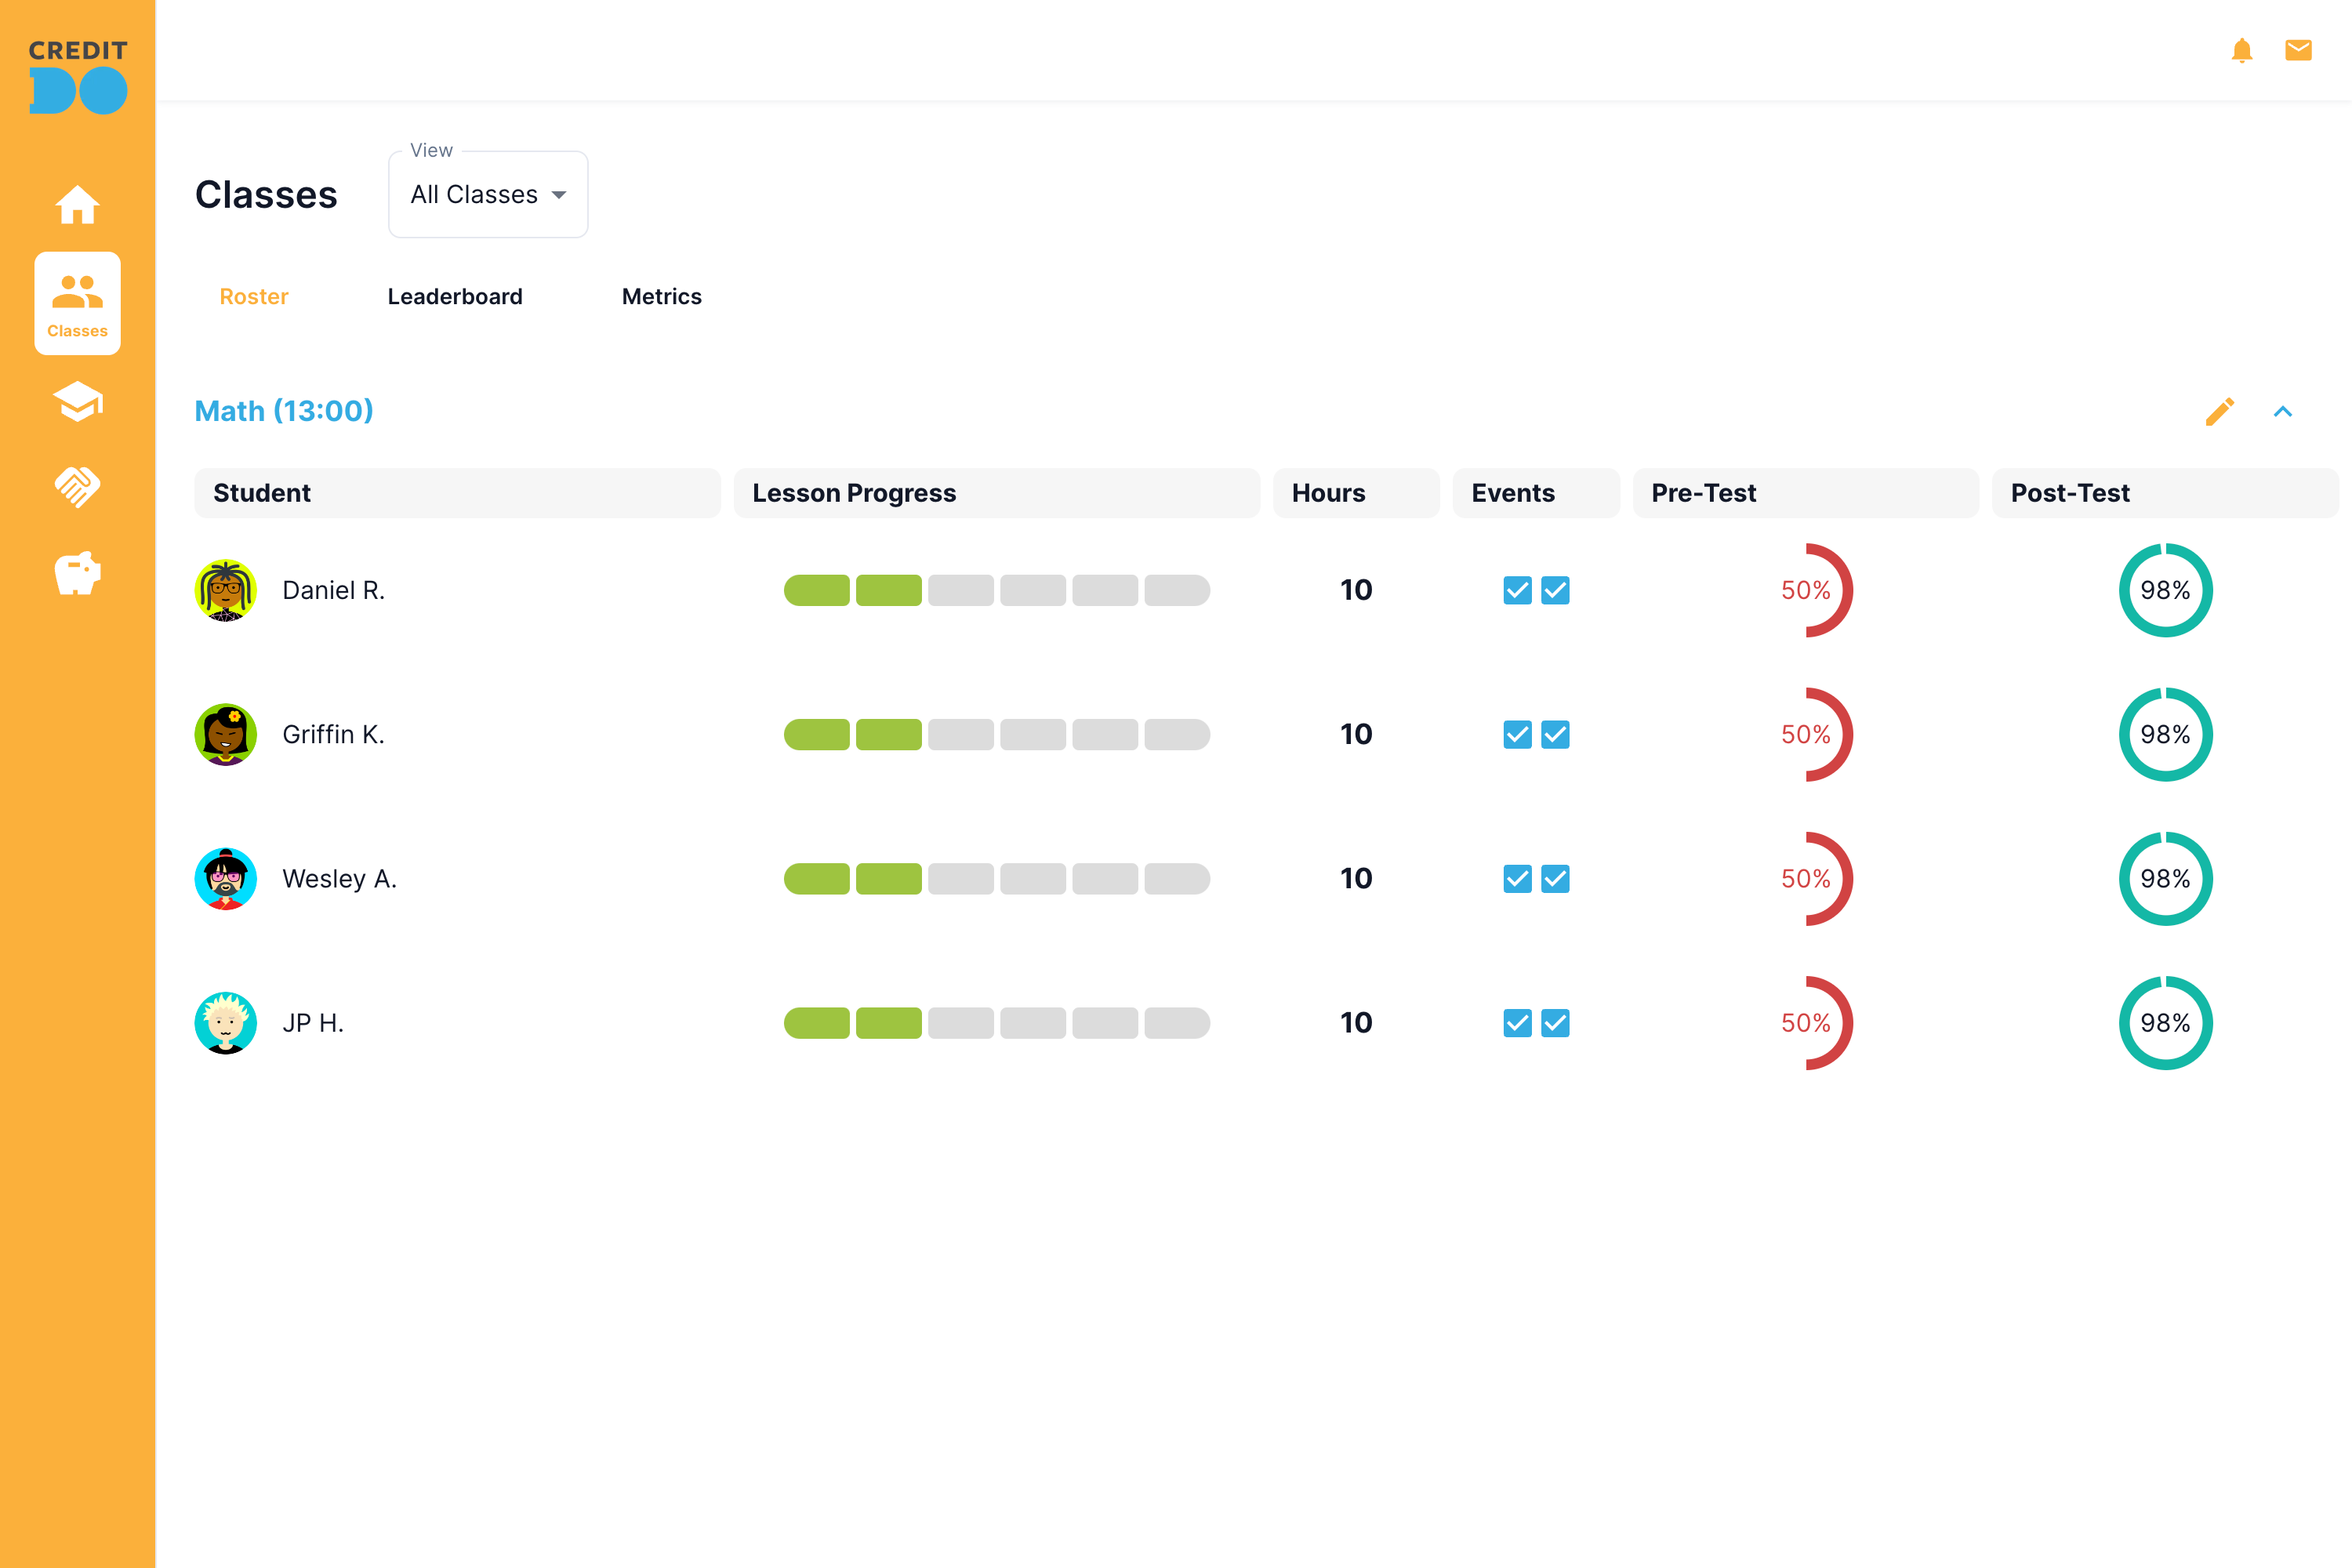 CREDIT
DO
View
Classes
All Classes
Roster
Leaderboard
Metrics
Classes
Math (13:00)
Student
Lesson Progress
Hours
Events
Pre-Test
Post-Test
Daniel R.
10
50%
98%
Griffin K.
10
50%
98%
Wesley A.
10
50%
98%
JP H.
10
50%
98%